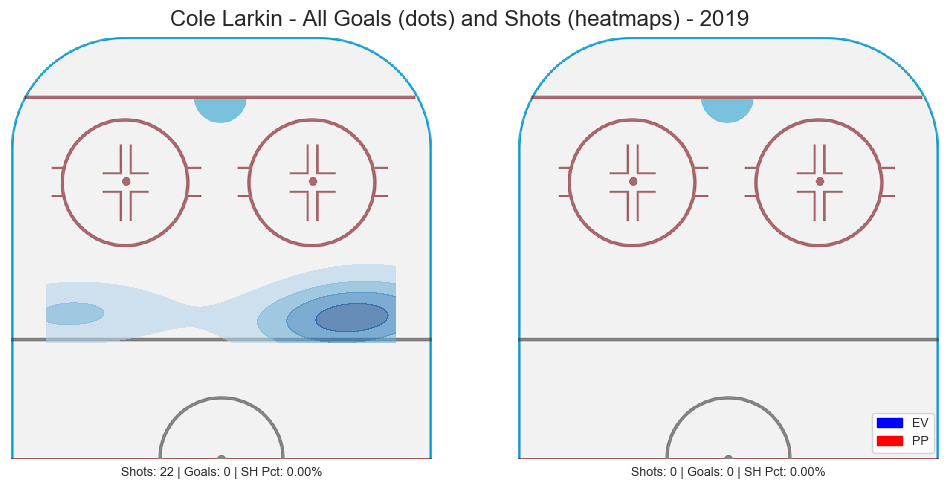 Cole Larkin - All Goals (dots) and Shots (heatmaps) - 2019
EV
PP
Shots: 22 | Goals: 0 | SH Pct: 0.00%
Shots: 0 | Goals: 0 | SH Pct: 0.00%